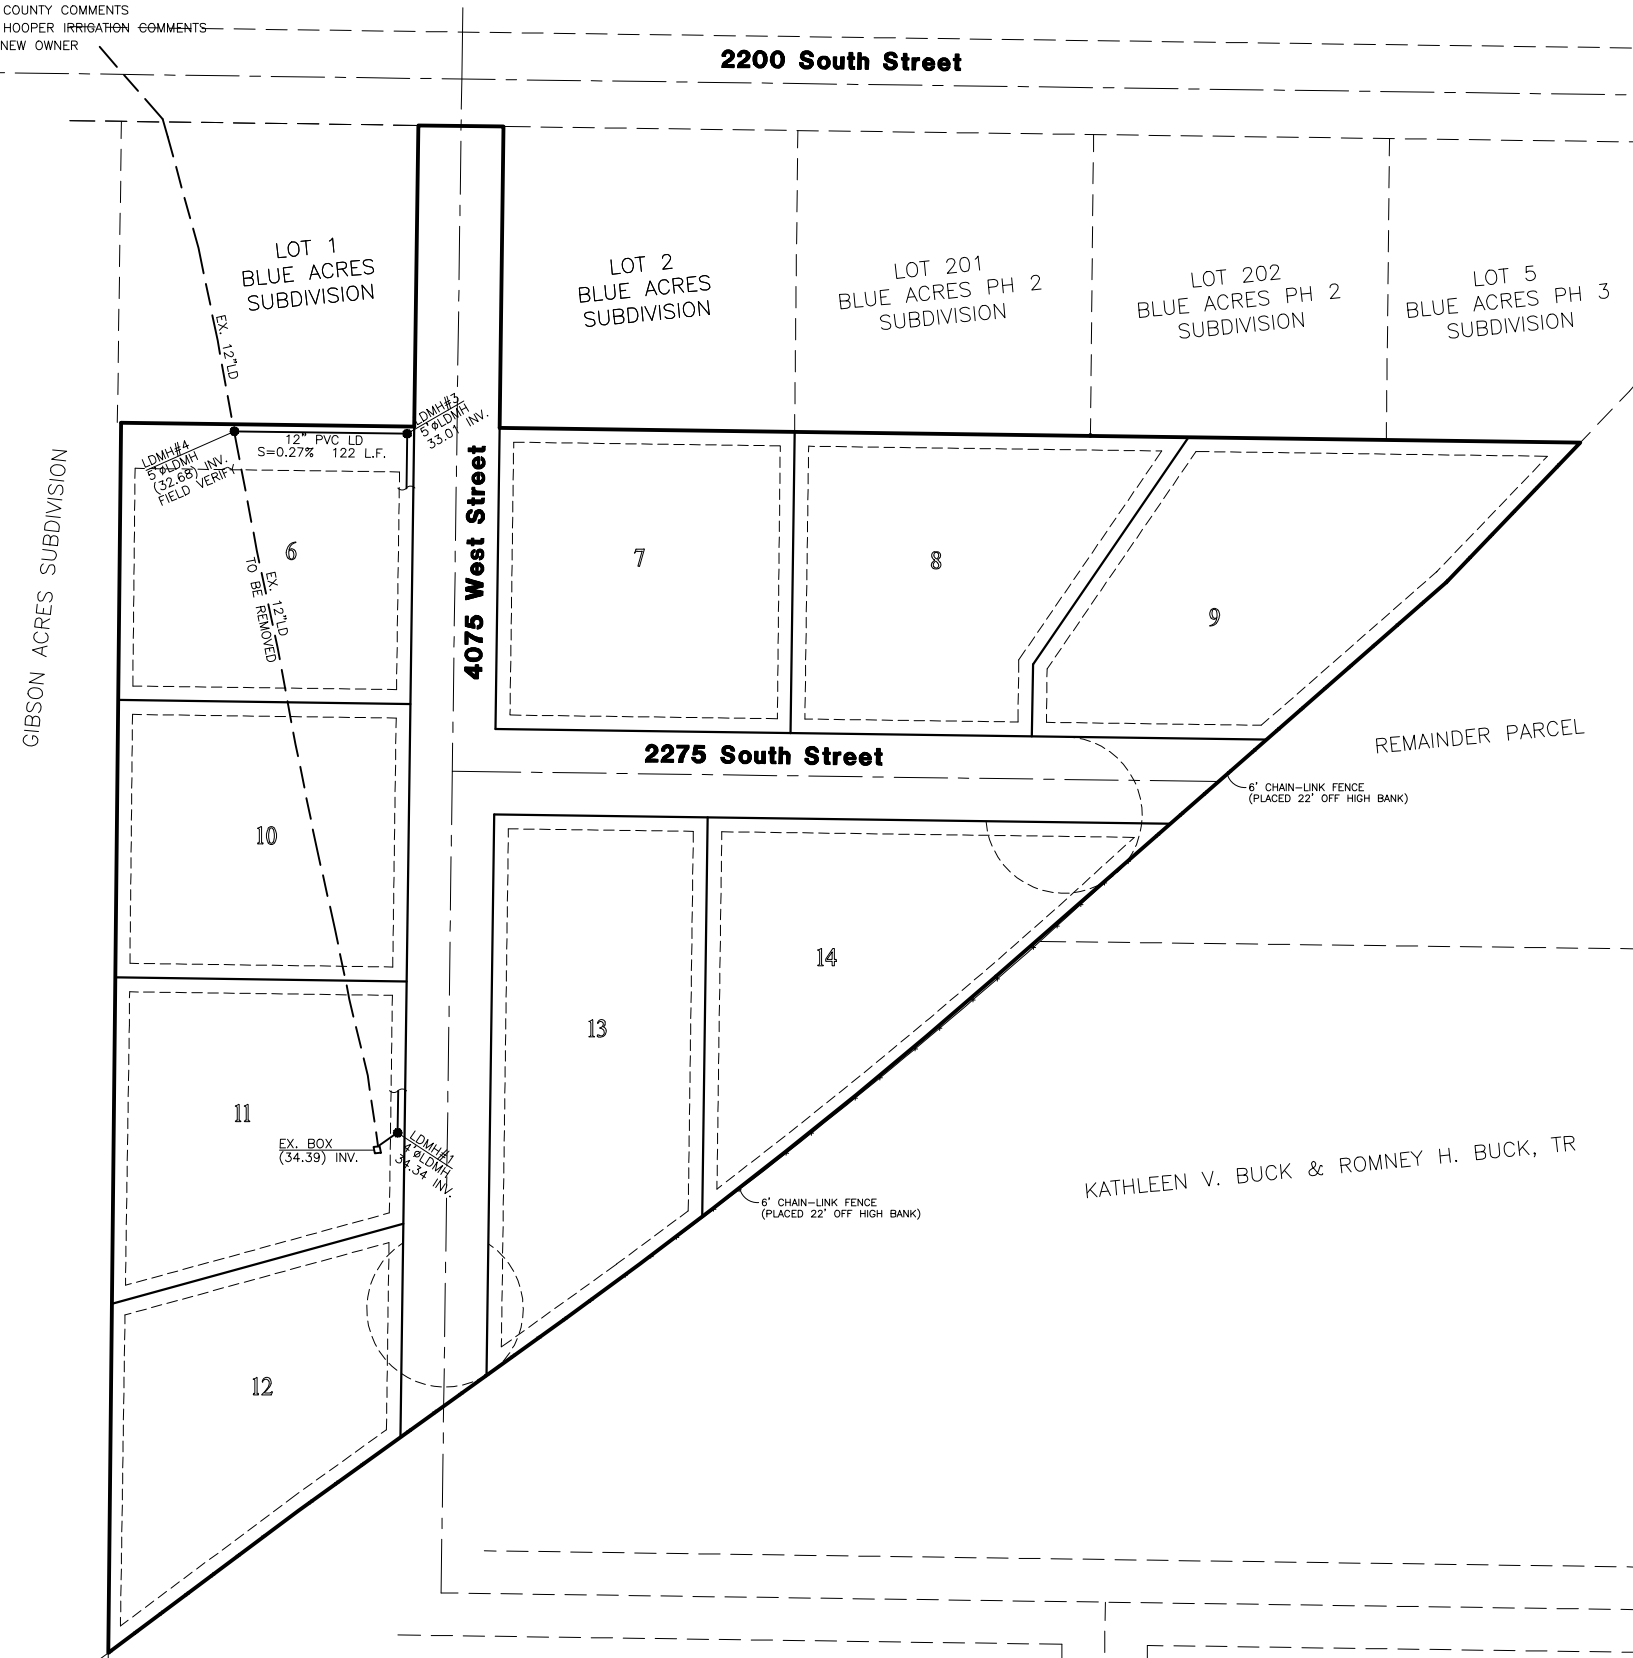 COUNTY COMMENTS
HOOPER IRRIGATION COMMENTS
NEW OWNER
2200 South Street
LOT 1
BLUE ACRES
SUBDIVISION
LOT 2
BLUE ACRES
SUBDIVISION
LOT 201
BLUE ACRES PH 2
SUBDIVISION
LOT 202
BLUE ACRES PH 2
SUBDIVISION
LOT 5
BLUE ACRES PH 3
SUBDIVISION
EX. 12"LD
LDMH#3
5'øLDMH
33.01 INV.
12" PVC LD
S=0.27% 122 L.F.
LDMH#4
5'øLDMH
(32.68) INV.
FIELD VERIFY
GIBSON ACRES SUBDIVISION
4075 West Street
6
7
8
9
EX. 12"LD
TO BE REMOVED
2275 South Street
REMAINDER PARCEL
6' CHAIN-LINK FENCE
(PLACED 22' OFF HIGH BANK)
10
14
13
11
EX. BOX
(34.39) INV.
LDMH#1
4'øLDMH
34.34 INV.
KATHLEEN V. BUCK & ROMNEY H. BUCK, TR
6' CHAIN-LINK FENCE
(PLACED 22' OFF HIGH BANK)
12